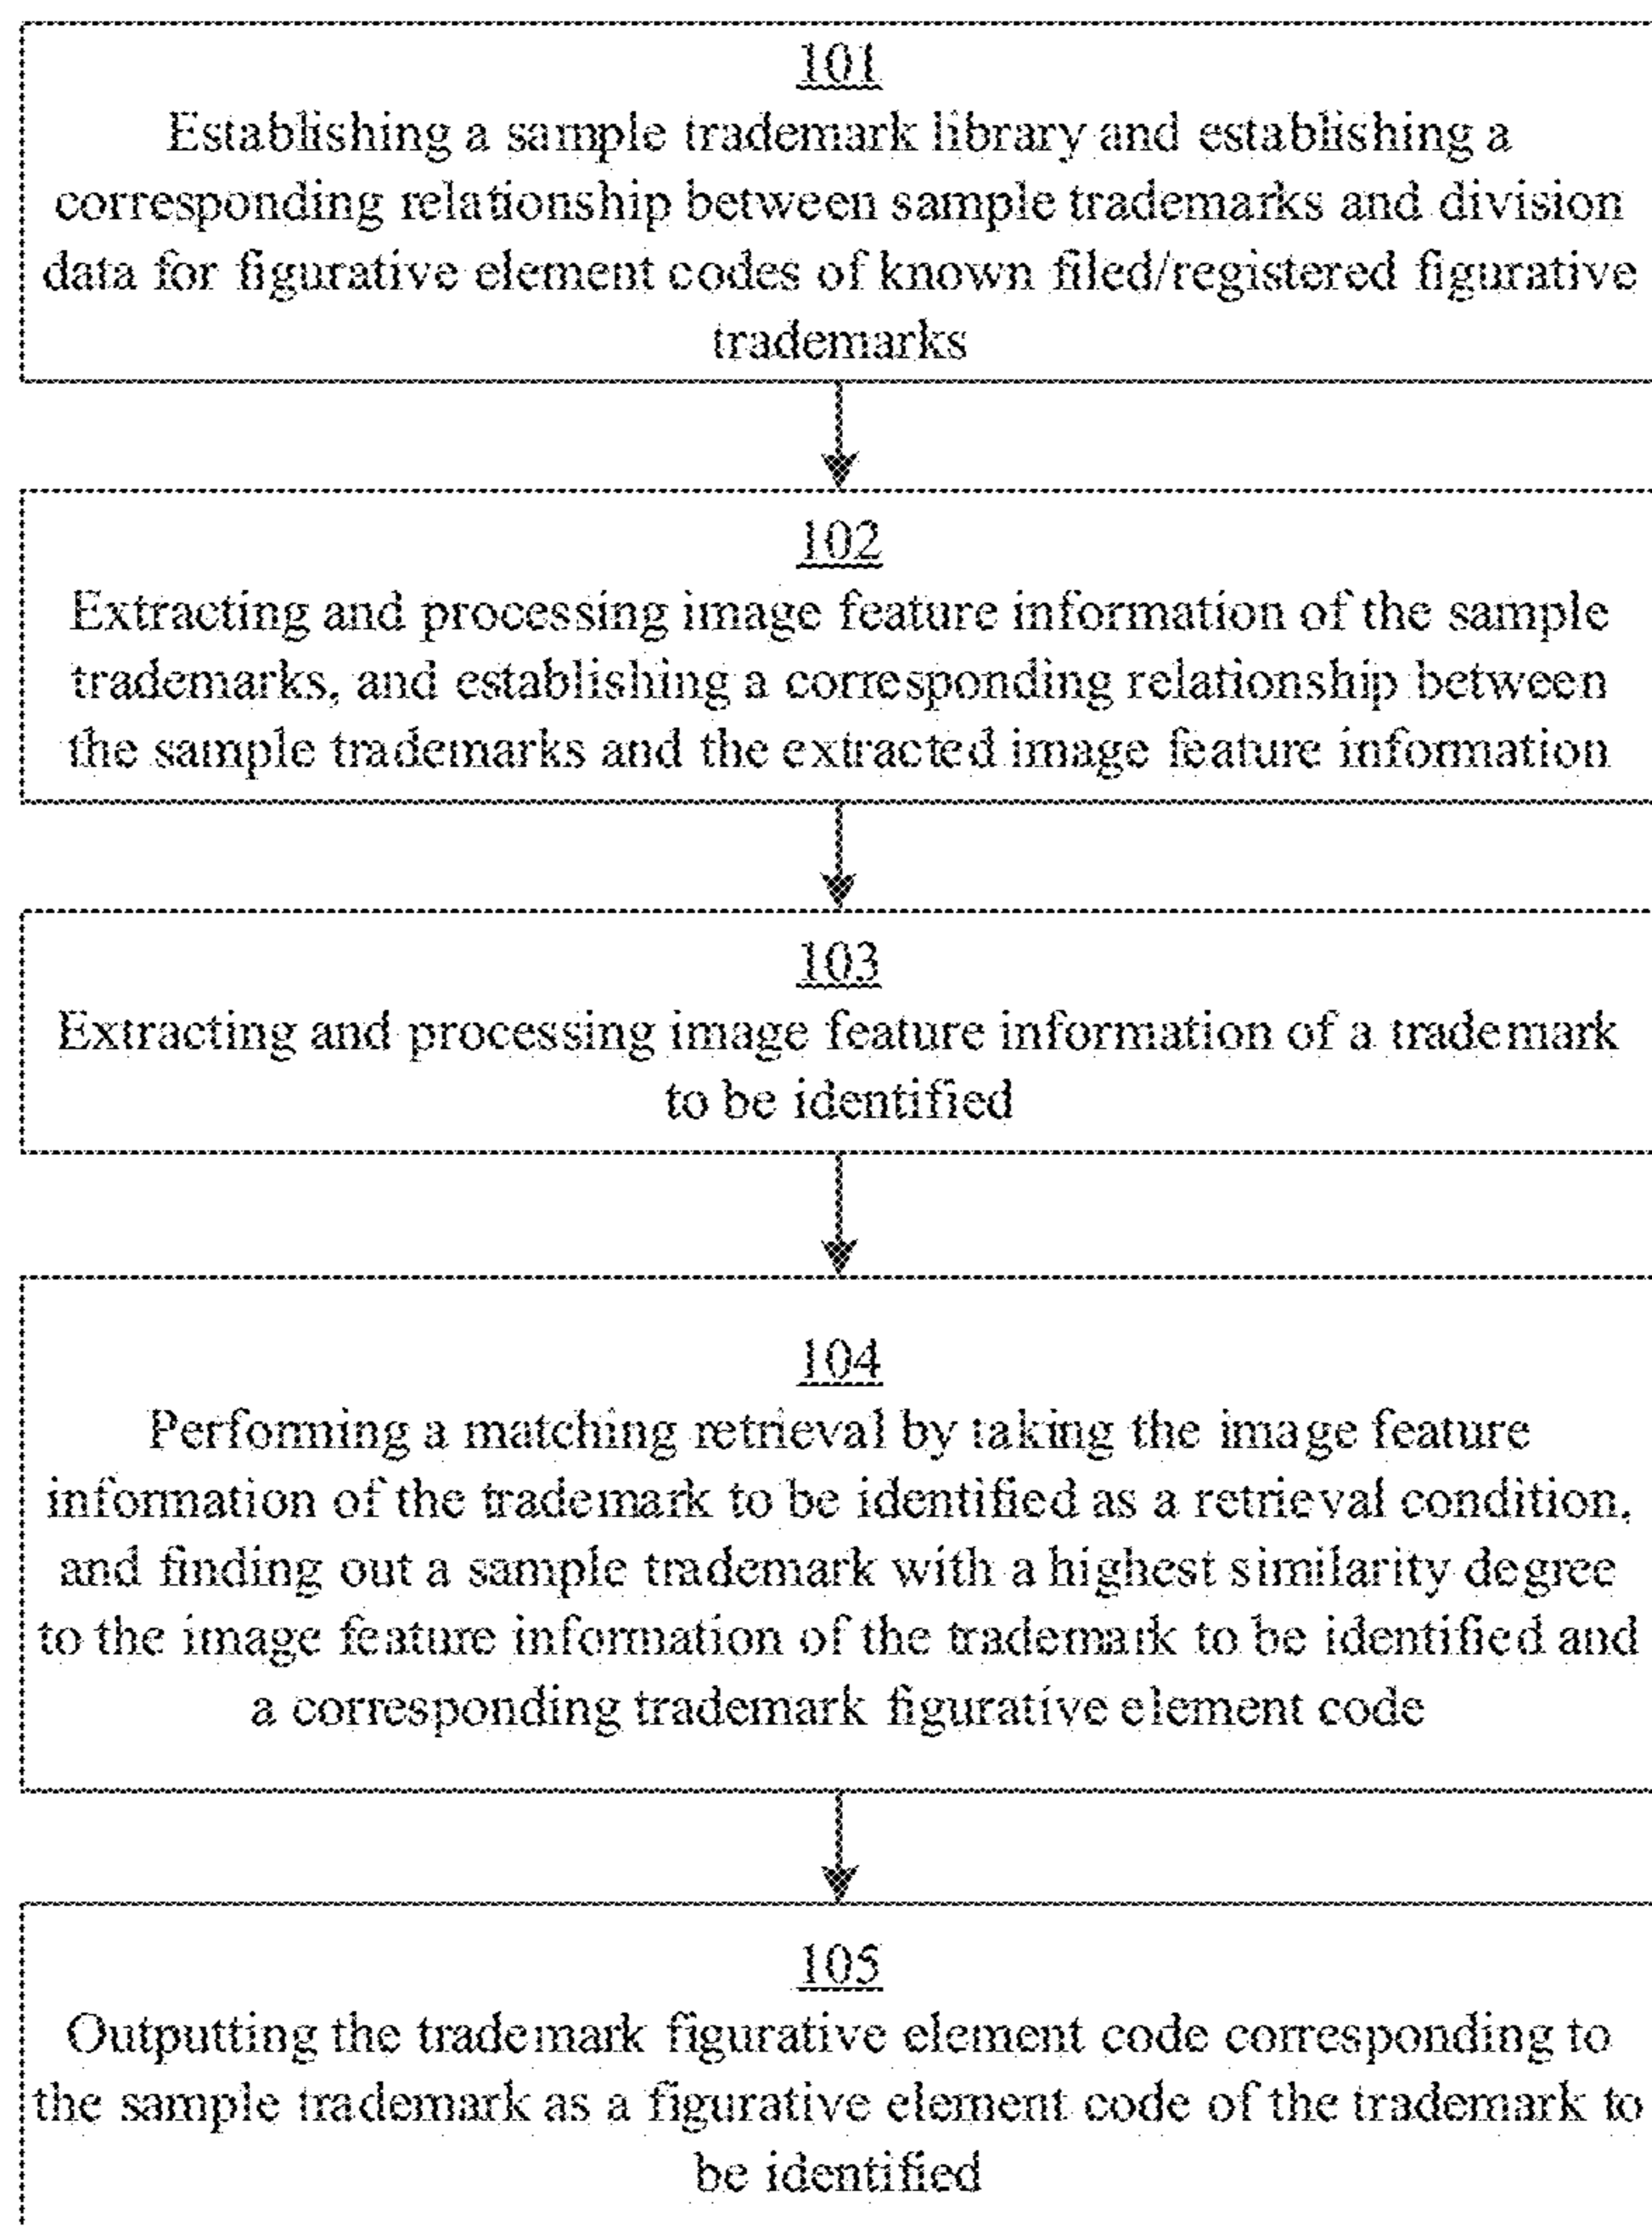 101
Establishing a sample trademark library and establishing a
corresponding relationship between sample trademarks and division
data for figurative element codes of known filed/registered figurative
trademarks
102
Extracting and processing image feature information of the sample
trademarks, and establishing a corresponding relationship between
the sample trademarks and the extracted image feature information
103
Extracting and processing image feature information of a trademark
to be identified
104
Performing a matching retrieval by taking the image feature
information of the trademark to be identified as a retrieval condition,
and finding out a sample trademark with a highest similarity degree
to the image feature information of the trademark to be identified and
a corresponding trademark figurative element code
105
Outputting the trademark figurative element code corresponding to
the sample trademark as a figurative element code of the trademark to
be identified